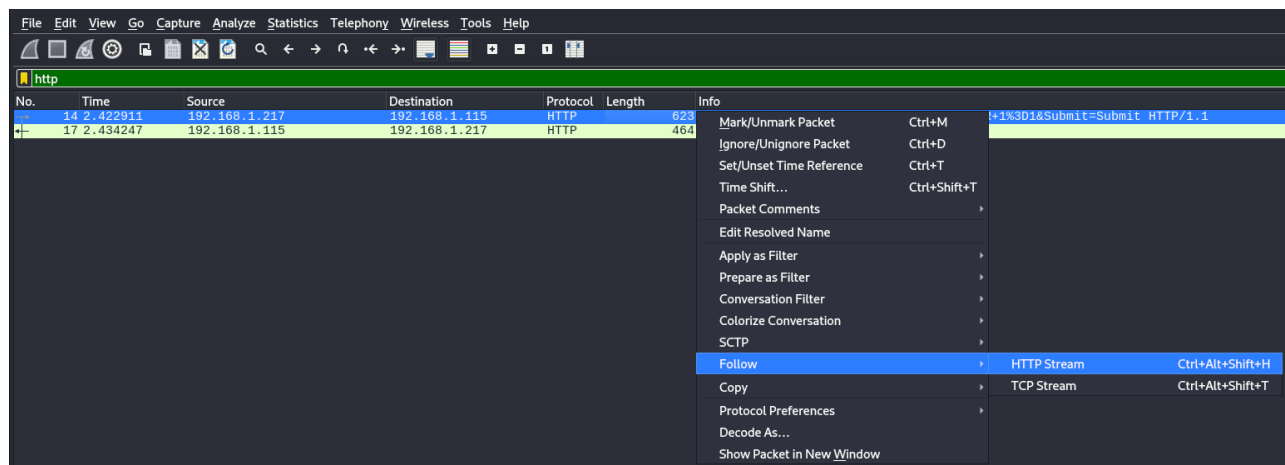 File Edit View Go Capture Analyze Statistics Telephony Wireless Tools Help
http
No. Time Source Destination Protocol Length Info
14 2.422911 192.168.1.217 192.168.1.115 HTTP 623 +1%3D1&Submit=Submit HTTP/1.1
17 2.434247 192.168.1.115 192.168.1.217 HTTP 464
Mark/Unmark Packet Ctrl+M
Ignore/Unignore Packet Ctrl+D
Set/Unset Time Reference Ctrl+T
Time Shift... Ctrl+Shift+T
Packet Comments
Edit Resolved Name
Apply as Filter
Prepare as Filter
Conversation Filter
Colorize Conversation
SCTP
Follow HTTP Stream Ctrl+Alt+Shift+H
Copy TCP Stream Ctrl+Alt+Shift+T
Protocol Preferences
Decode As...
Show Packet in New Window